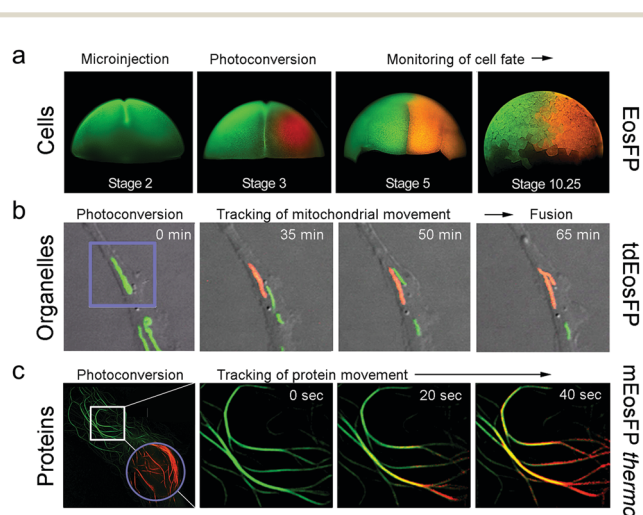 a
Microinjection Photoconversion Monitoring of cell fate
Cells
Stage 2 Stage 3 Stage 5 Stage 10.25
EosFP
b
Photoconversion Tracking of mitochondrial movement Fusion
Organelles
0 min 35 min 50 min 65 min
tdEosFP
c
Photoconversion Tracking of protein movement
Proteins
0 sec 20 sec 40 sec
mEosFP thermo